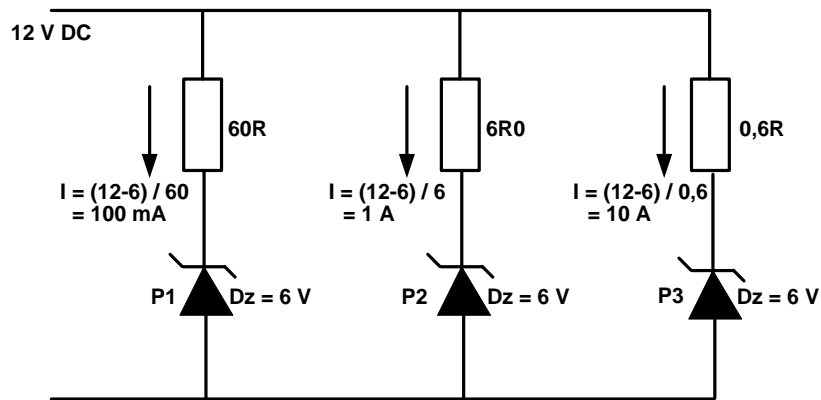 12 V DC
60R
6R0
0,6R
I = (12-6) / 60
= 100 mA
I = (12-6) / 6
= 1 A
I = (12-6) / 0,6
= 10 A
P1
Dz = 6 V
P2
Dz = 6 V
P3
Dz = 6 V